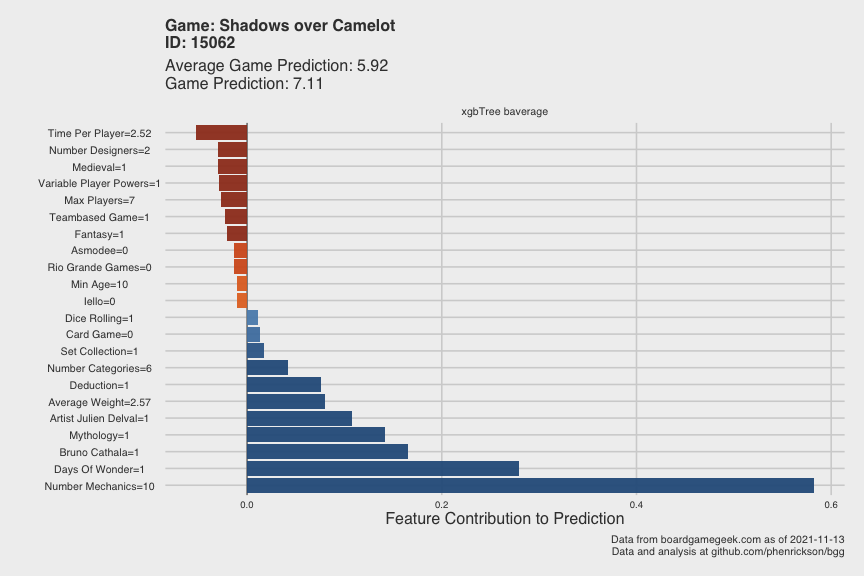 Game: Shadows over Camelot
ID: 15062
Average Game Prediction: 5.92
Game Prediction: 7.11
xgbTree baverage
Time Per Player=2.52
Number Designers=2
Medieval=1
Variable Player Powers=1
Max Players=7
Teambased Game=1
Fantasy=1
Asmodee=0
Rio Grande Games=0
Min Age=10
Iello=0
Dice Rolling=1
Card Game=0
Set Collection=1
Number Categories=6
Deduction=1
Average Weight=2.57
Artist Julien Delval=1
Mythology=1
Bruno Cathala=1
Days Of Wonder=1
Number Mechanics=10
0.0 0.2 0.4 0.6
Feature Contribution to Prediction
Data from boardgamegeek.com as of 2021-11-13
Data and analysis at github.com/phenrickson/bgg